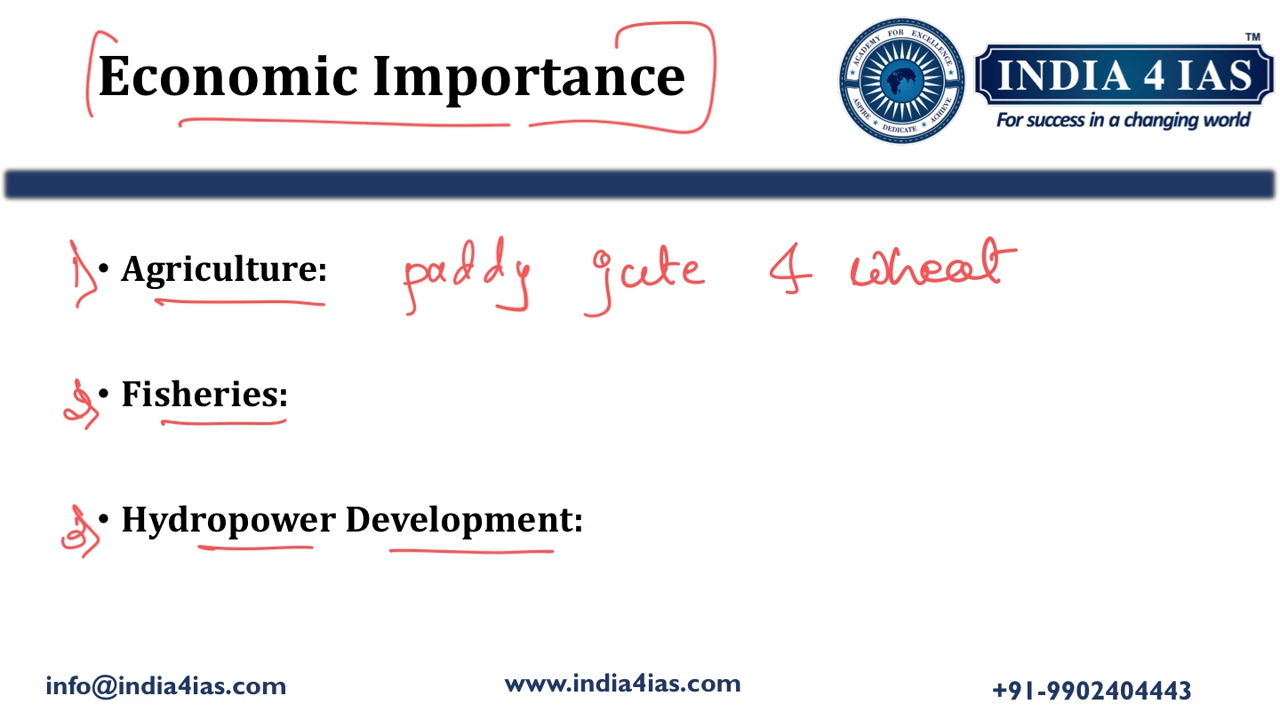 Economic Importance
ACADEMY FOR EXCELLENCE
ASPIRE ★ DEDICATE ★ ACHIEVE
INDIA 4 IAS
TM
For success in a changing world
1) • Agriculture: paddy jute & wheat
2) • Fisheries:
3) • Hydropower Development:
info@india4ias.com
www.india4ias.com
+91-9902404443